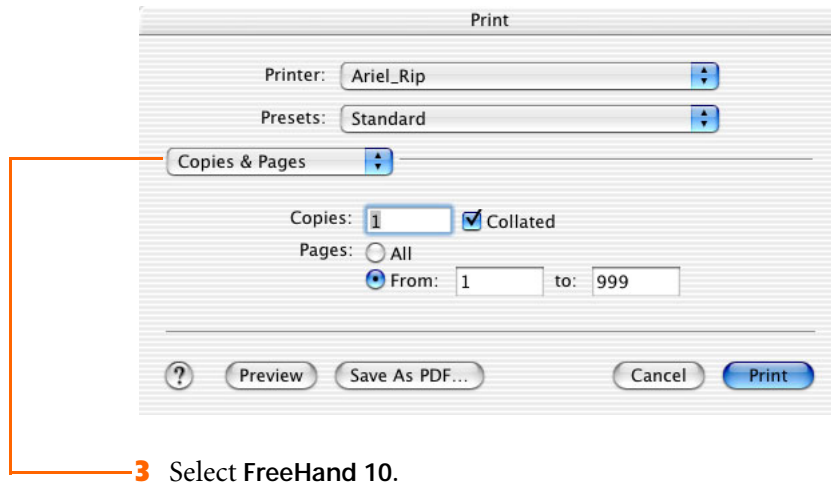 Print
Printer: Ariel_Rip
Presets: Standard
Copies & Pages
Copies: 1 Collated
Pages: All
From: 1 to: 999
? Preview Save As PDF... Cancel Print
3 Select FreeHand 10.